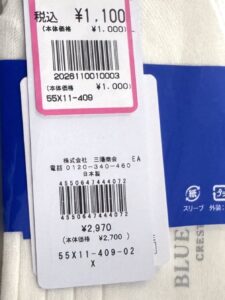 税込 ¥1,100
(本体価格 ¥1,000)
2028110010003
(本体価格 ¥1,000)
55X11-409
株式会社 三陽商会 EA
電話 0120-340-460
日本製
4550647444072
4550647444072
¥2,970
(本体価格 ¥2,700)
55X11-409-02
X
紙
スリーブ
外装:
BLUE
CREST